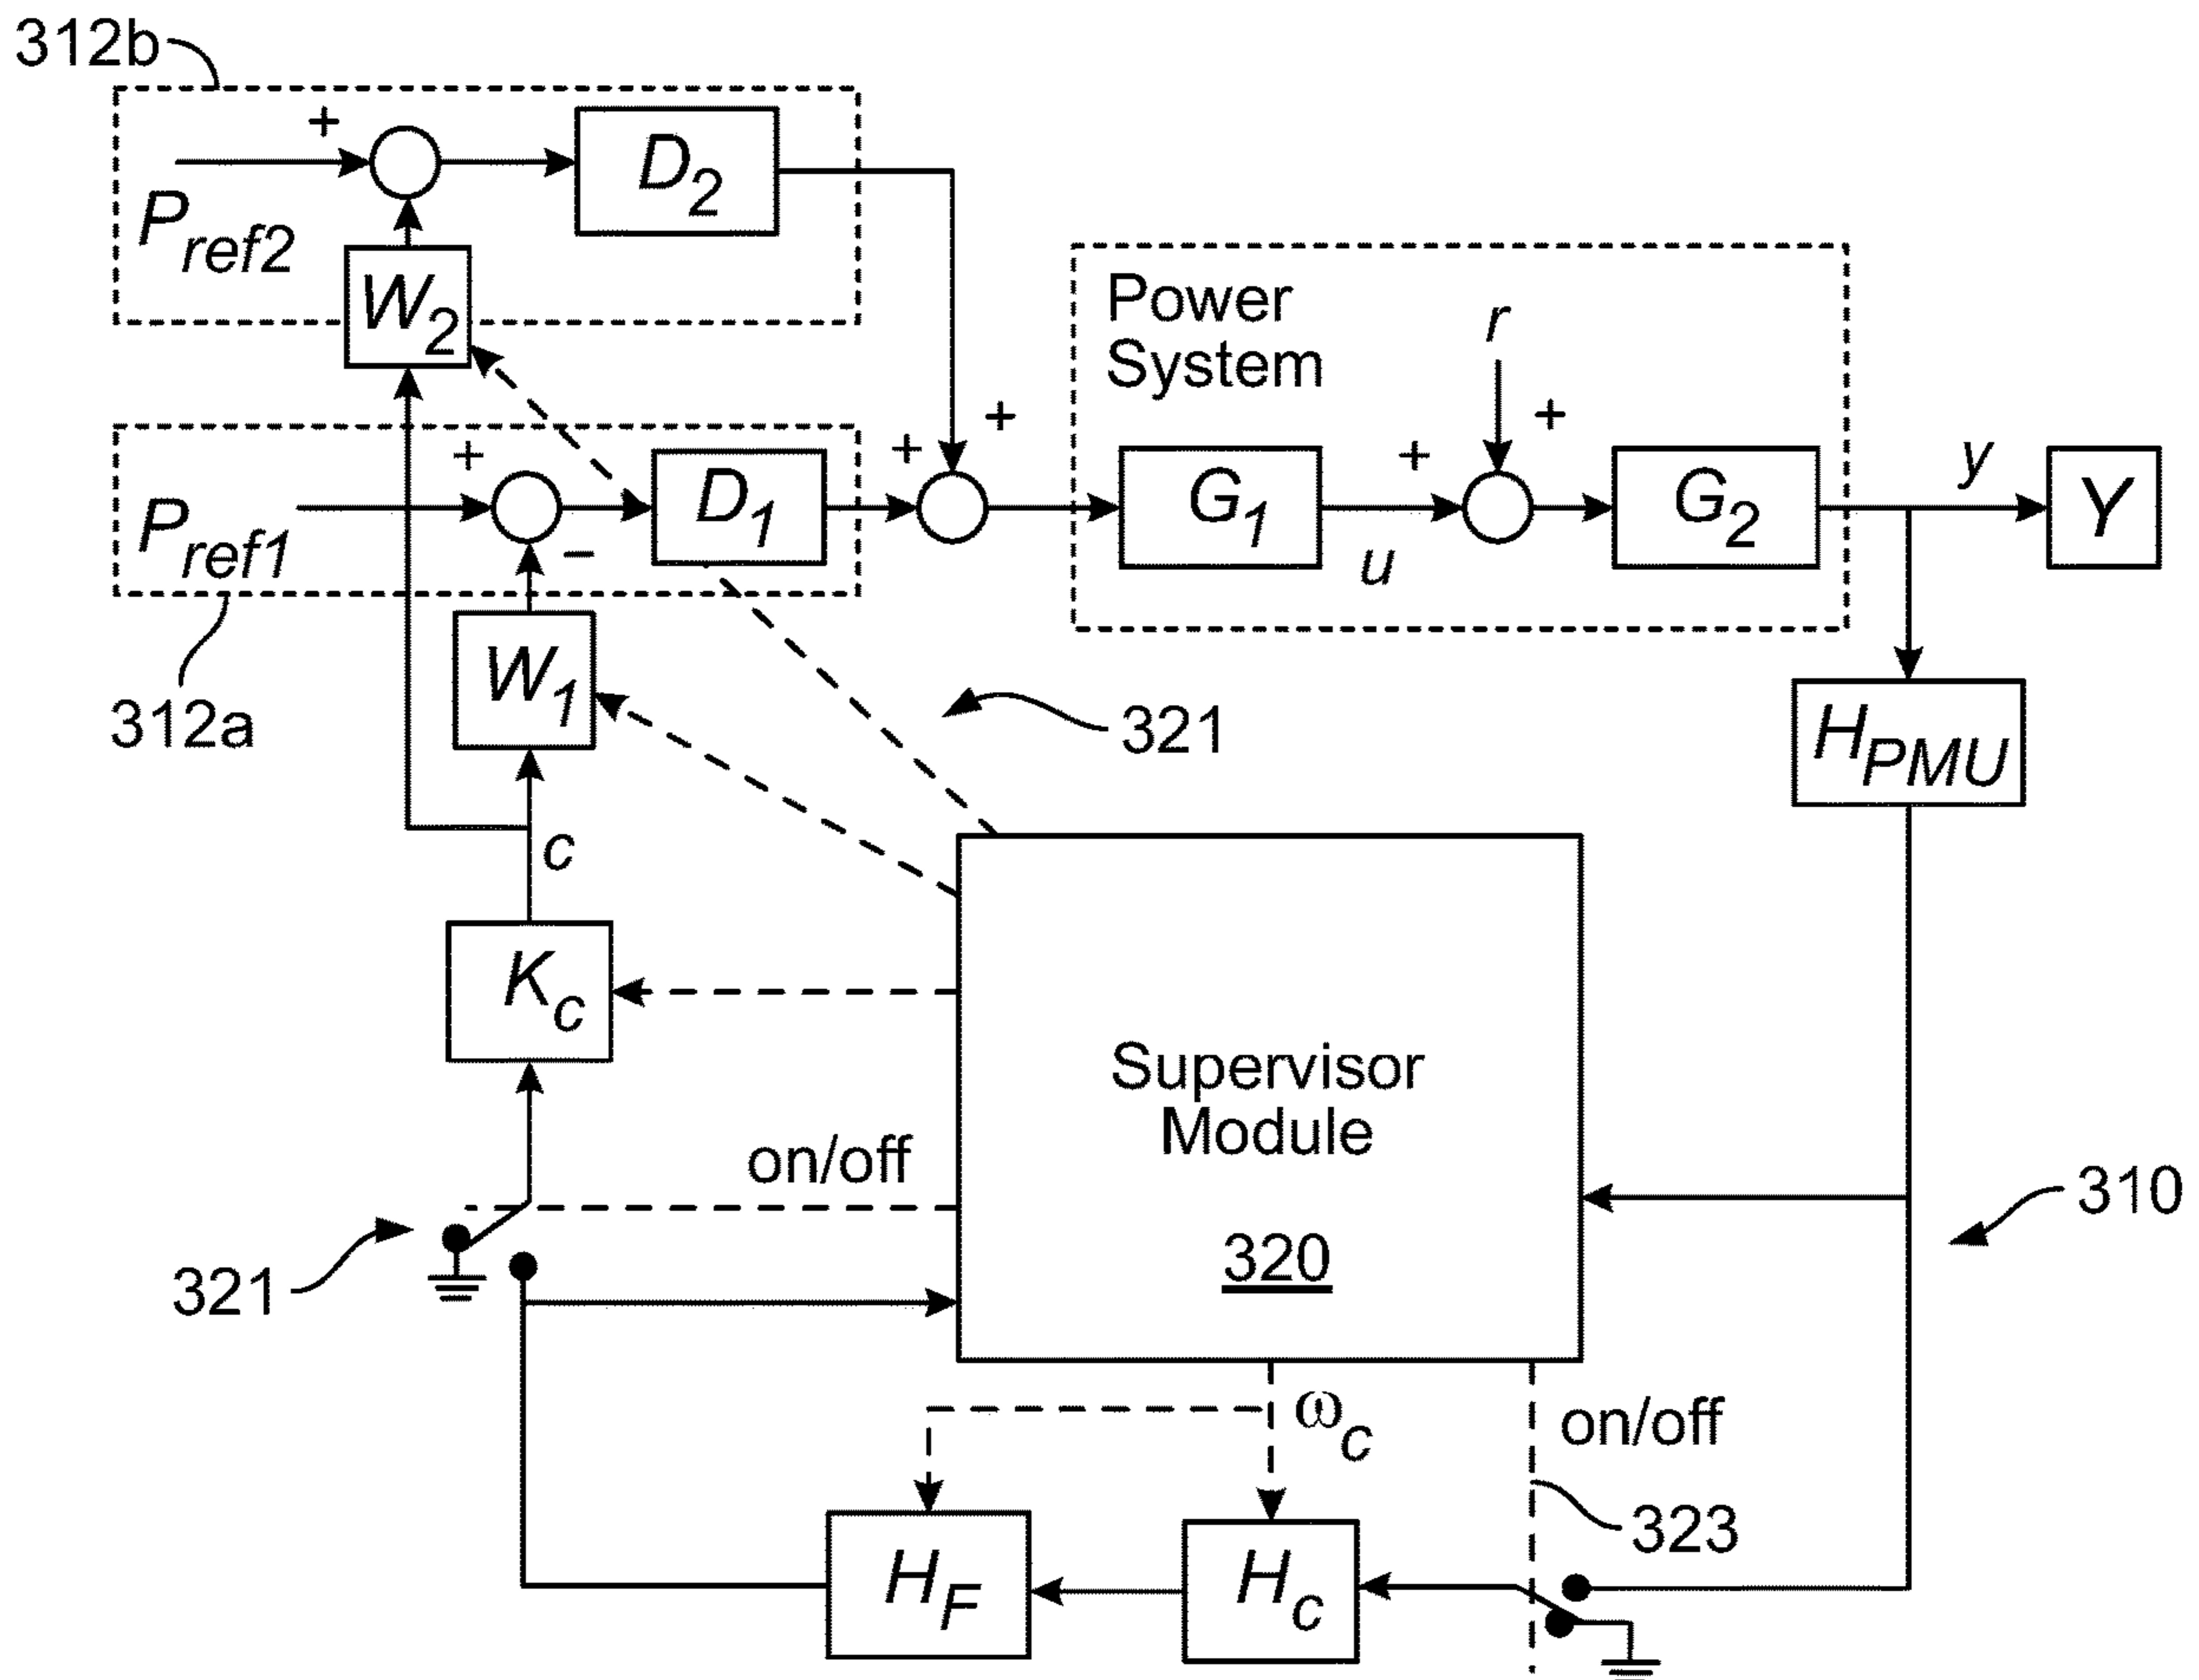 312b
+
D2
Pref2
W2
Power
System
r
+
+
+
+
+
Pref1
D1
G1
G2
y
Y
−
u
312a
W1
321
HPMU
c
Kc
Supervisor
Module
on/off
310
320
321
ωc
on/off
323
HF
Hc